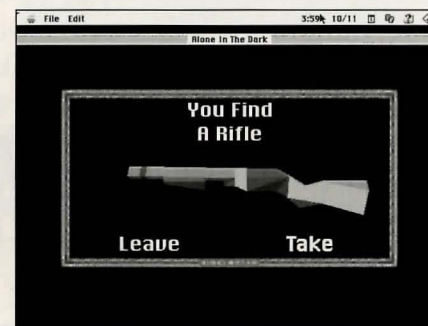 File Edit 3:59 10/11
Alone In The Dark
You Find
A Rifle
Leave Take